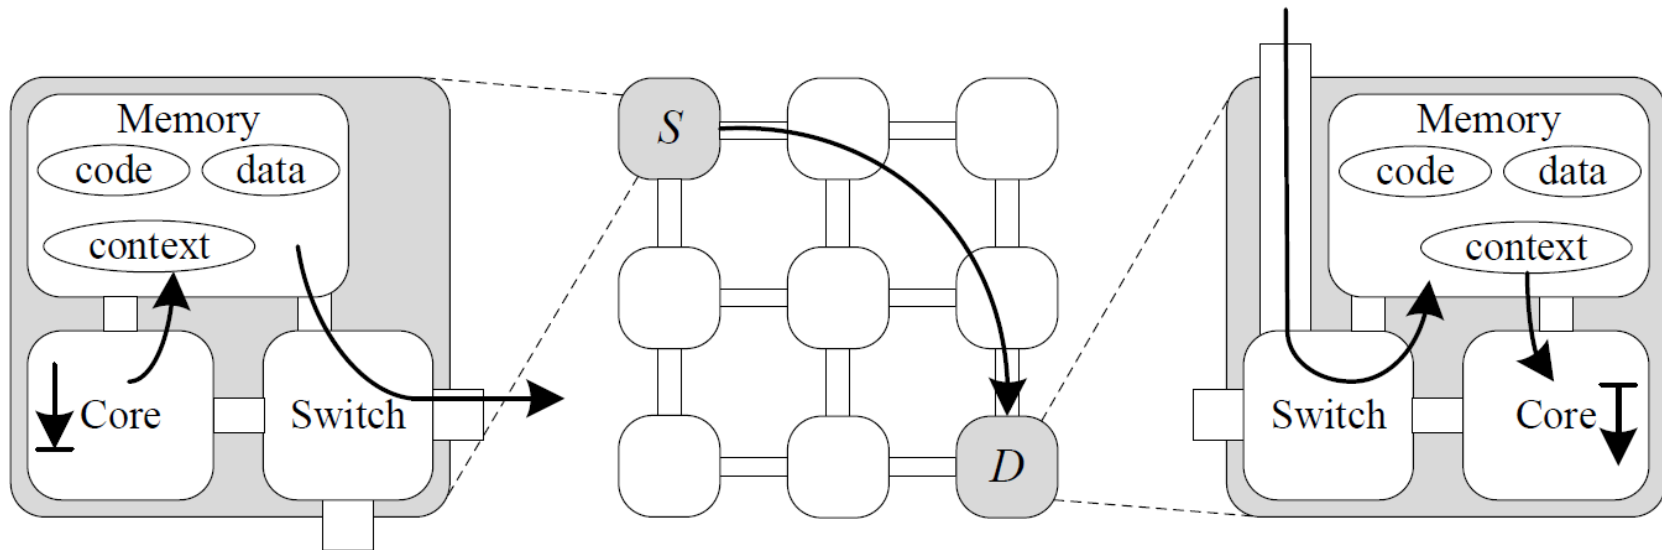 Memory
code
data
context
Core
Switch
S
D
Memory
code
data
context
Switch
Core